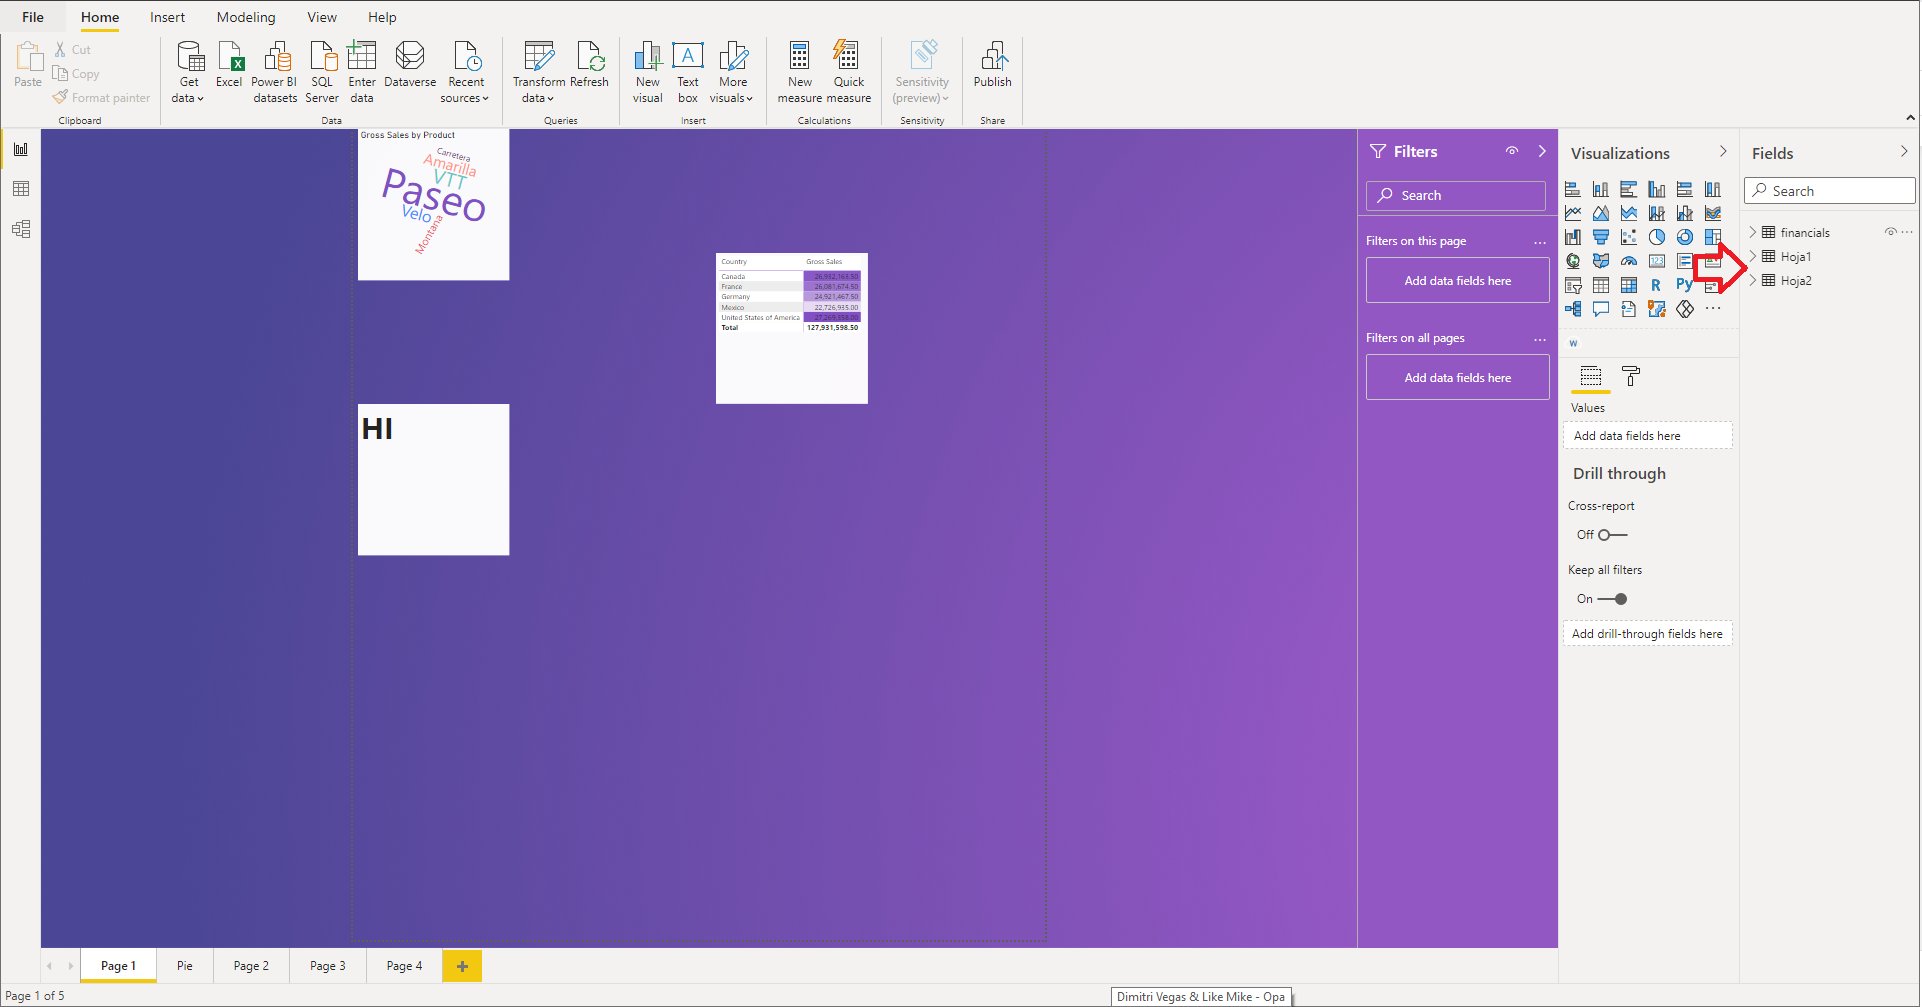 File Home Insert Modeling View Help
Paste
Cut
Copy
Format painter
Clipboard
Get data
Excel
Power BI datasets
SQL Server
Enter data
Dataverse
Recent sources
Data
Transform data
Refresh
Queries
New visual
Text box
More visuals
Insert
New measure
Quick measure
Calculations
Sensitivity (preview)
Sensitivity
Publish
Share
Gross Sales by Product
Carretera
Amarilla
VTT
Paseo
Velo
Montana
Country Gross Sales
Canada 26,932,163.50
France 26,081,674.50
Germany 24,921,467.50
Mexico 22,726,935.00
United States of America 27,269,358.00
Total 127,931,598.50
HI
Filters
Search
Filters on this page ...
Add data fields here
Filters on all pages ...
Add data fields here
Visualizations
123
R Py
...
W
Values
Add data fields here
Drill through
Cross-report
Off
Keep all filters
On
Add drill-through fields here
Fields
Search
financials ...
Hoja1
Hoja2
Page 1 Pie Page 2 Page 3 Page 4 +
Page 1 of 5
Dimitri Vegas & Like Mike - Opa